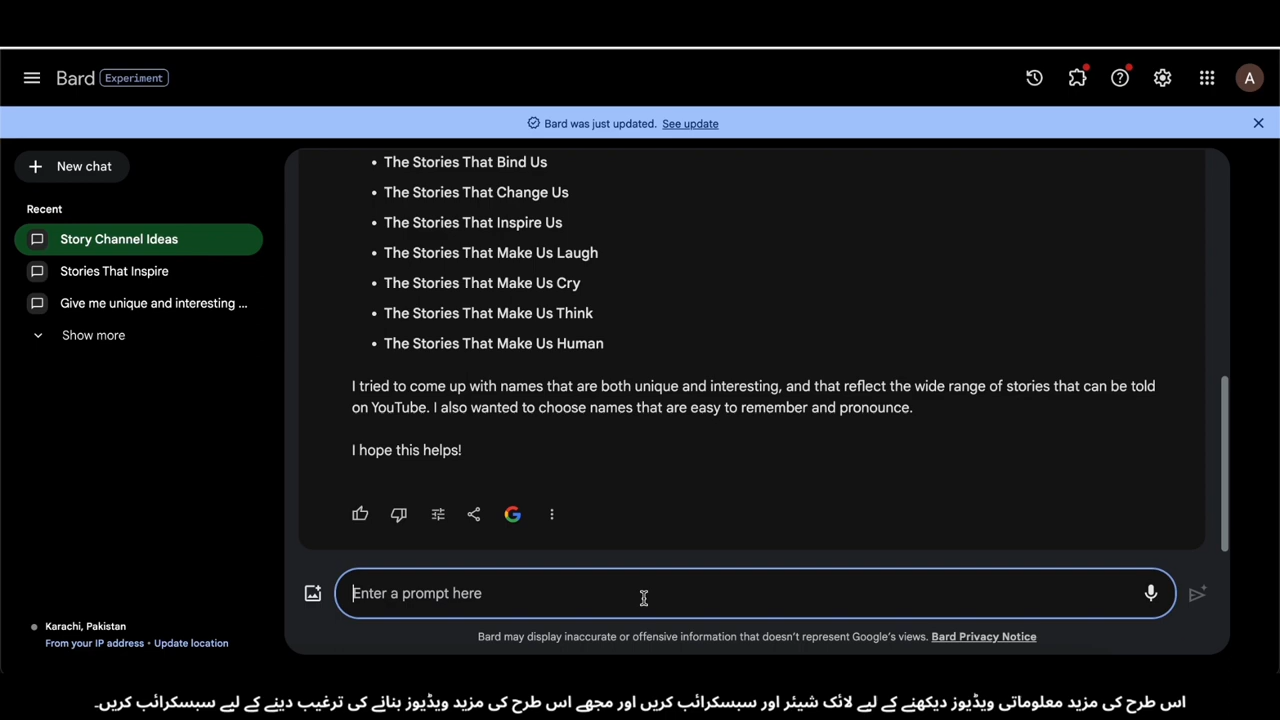 Bard Experiment
A
Bard was just updated. See update
New chat
Recent
Story Channel Ideas
Stories That Inspire
Give me unique and interesting ...
Show more
Karachi, Pakistan
From your IP address • Update location
• The Stories That Bind Us
• The Stories That Change Us
• The Stories That Inspire Us
• The Stories That Make Us Laugh
• The Stories That Make Us Cry
• The Stories That Make Us Think
• The Stories That Make Us Human
I tried to come up with names that are both unique and interesting, and that reflect the wide range of stories that can be told
on YouTube. I also wanted to choose names that are easy to remember and pronounce.
I hope this helps!
Enter a prompt here
Bard may display inaccurate or offensive information that doesn't represent Google's views. Bard Privacy Notice
اس طرح کی مزید معلوماتی ویڈیوز دیکھنے کے لیے لائک شیئر اور سبسکرائب کریں اور مجھے اس طرح کی مزید ویڈیوز بنانے کی ترغیب دینے کے لیے سبسکرائب کریں۔